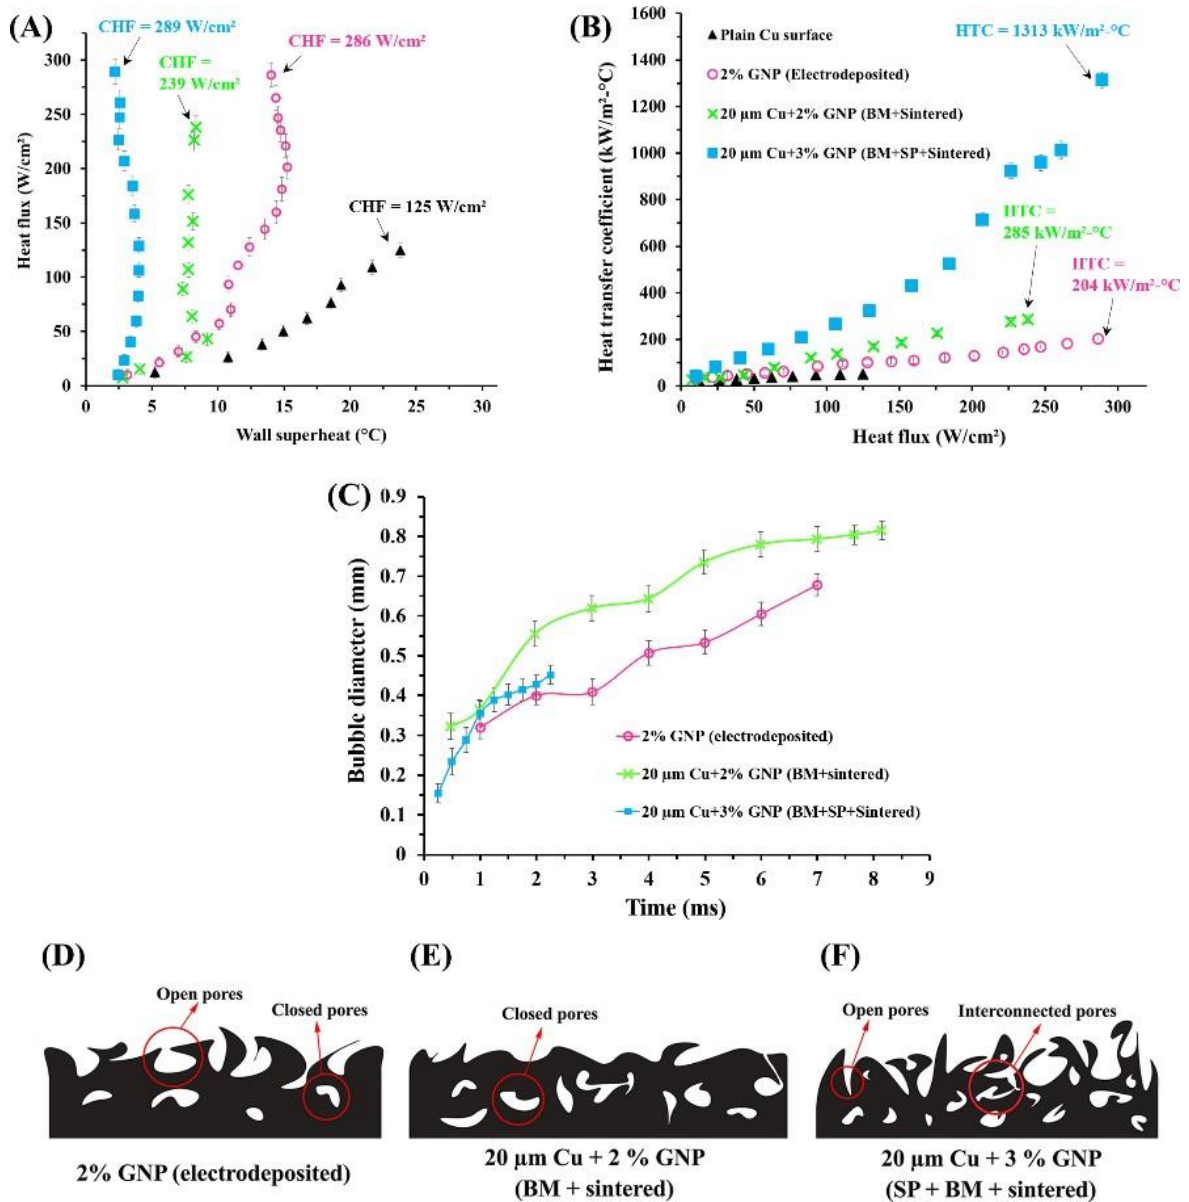 (A)
CHF = 289 W/cm²
CHF = 286 W/cm²
CHF =
239 W/cm²
CHF = 125 W/cm²
Heat flux (W/cm²)
300
250
200
150
100
50
0
0 5 10 15 20 25 30
Wall superheat (°C)
(B)
Heat transfer coefficient (kW/m²-°C)
1600
1400
1200
1000
800
600
400
200
0
Plain Cu surface
2% GNP (Electrodeposited)
20 μm Cu+2% GNP (BM+Sintered)
20 μm Cu+3% GNP (BM+SP+Sintered)
HTC = 1313 kW/m²-°C
HTC =
285 kW/m²-°C
HTC =
204 kW/m²-°C
0 50 100 150 200 250 300
Heat flux (W/cm²)
(C)
Bubble diameter (mm)
0.9
0.8
0.7
0.6
0.5
0.4
0.3
0.2
0.1
0
2% GNP (electrodeposited)
20 μm Cu+2% GNP (BM+sintered)
20 μm Cu+3% GNP (BM+SP+Sintered)
0 1 2 3 4 5 6 7 8 9
Time (ms)
(D)
Open pores
Closed pores
2% GNP (electrodeposited)
(E)
Closed pores
20 μm Cu + 2 % GNP
(BM + sintered)
(F)
Open pores
Interconnected pores
20 μm Cu + 3 % GNP
(SP + BM + sintered)